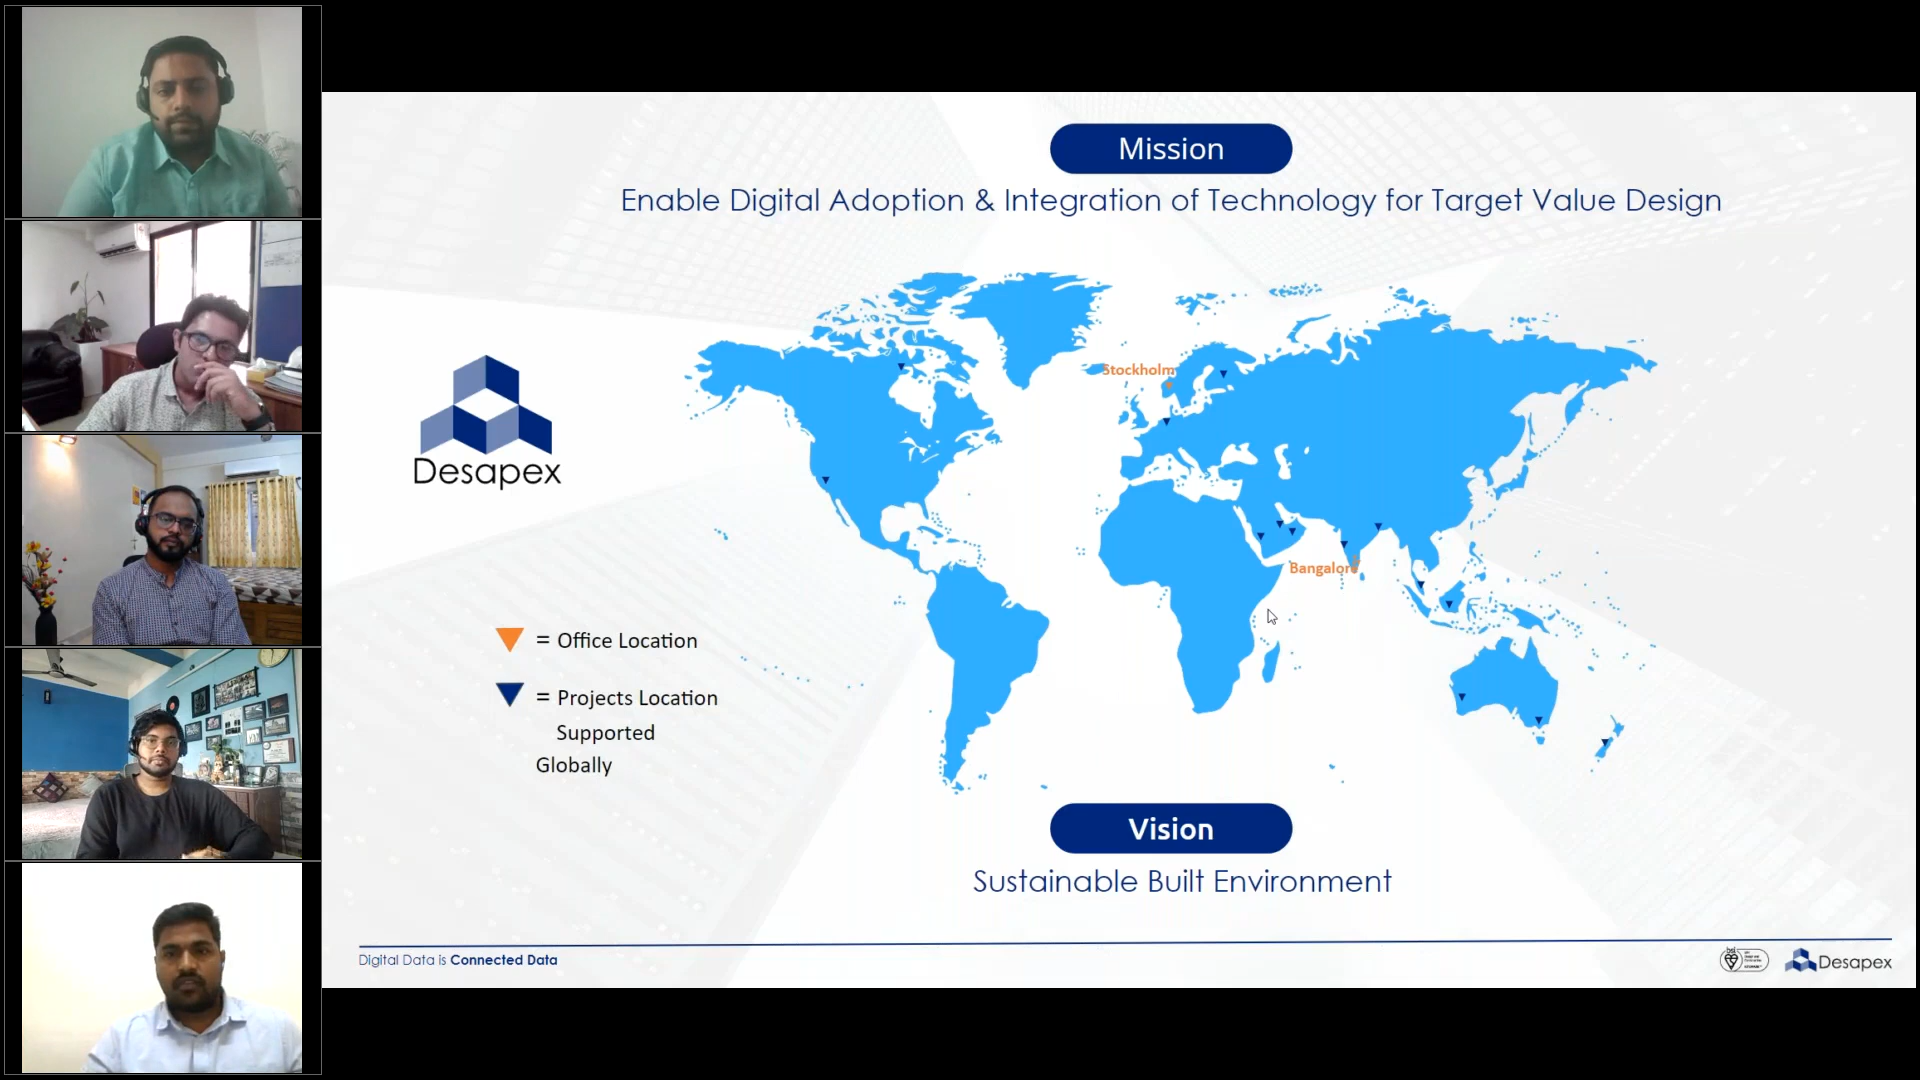 Mission
Enable Digital Adoption & Integration of Technology for Target Value Design
Stockholm
Desapex
Bangalore
= Office Location
= Projects Location
Supported
Globally
Vision
Sustainable Built Environment
Digital Data is Connected Data
bsi.
Desapex